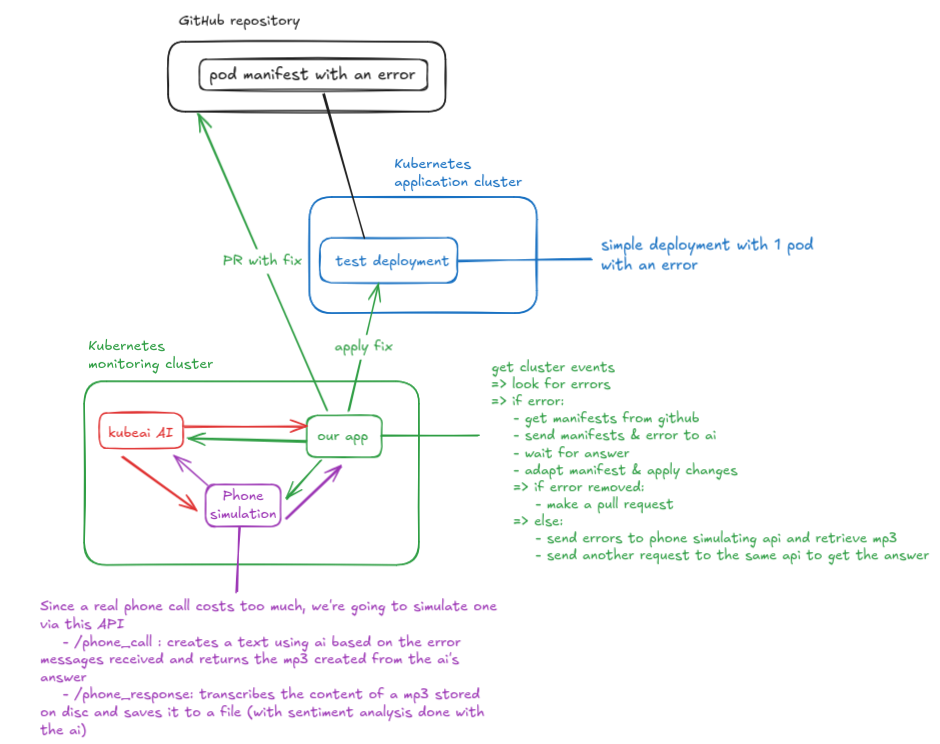 GitHub repository
pod manifest with an error
Kubernetes
application cluster
test deployment
simple deployment with 1 pod
with an error
PR with fix
apply fix
Kubernetes
monitoring cluster
kubeai AI
our app
Phone
simulation
get cluster events
=> look for errors
=> if error:
- get manifests from github
- send manifests & error to ai
- wait for answer
- adapt manifest & apply changes
=> if error removed:
- make a pull request
=> else:
- send errors to phone simulating api and retrieve mp3
- send another request to the same api to get the answer
Since a real phone call costs too much, we're going to simulate one
via this API
- /phone_call : creates a text using ai based on the error
messages received and returns the mp3 created from the ai's
answer
- /phone_response: transcribes the content of a mp3 stored
on disc and saves it to a file (with sentiment analysis done with
the ai)